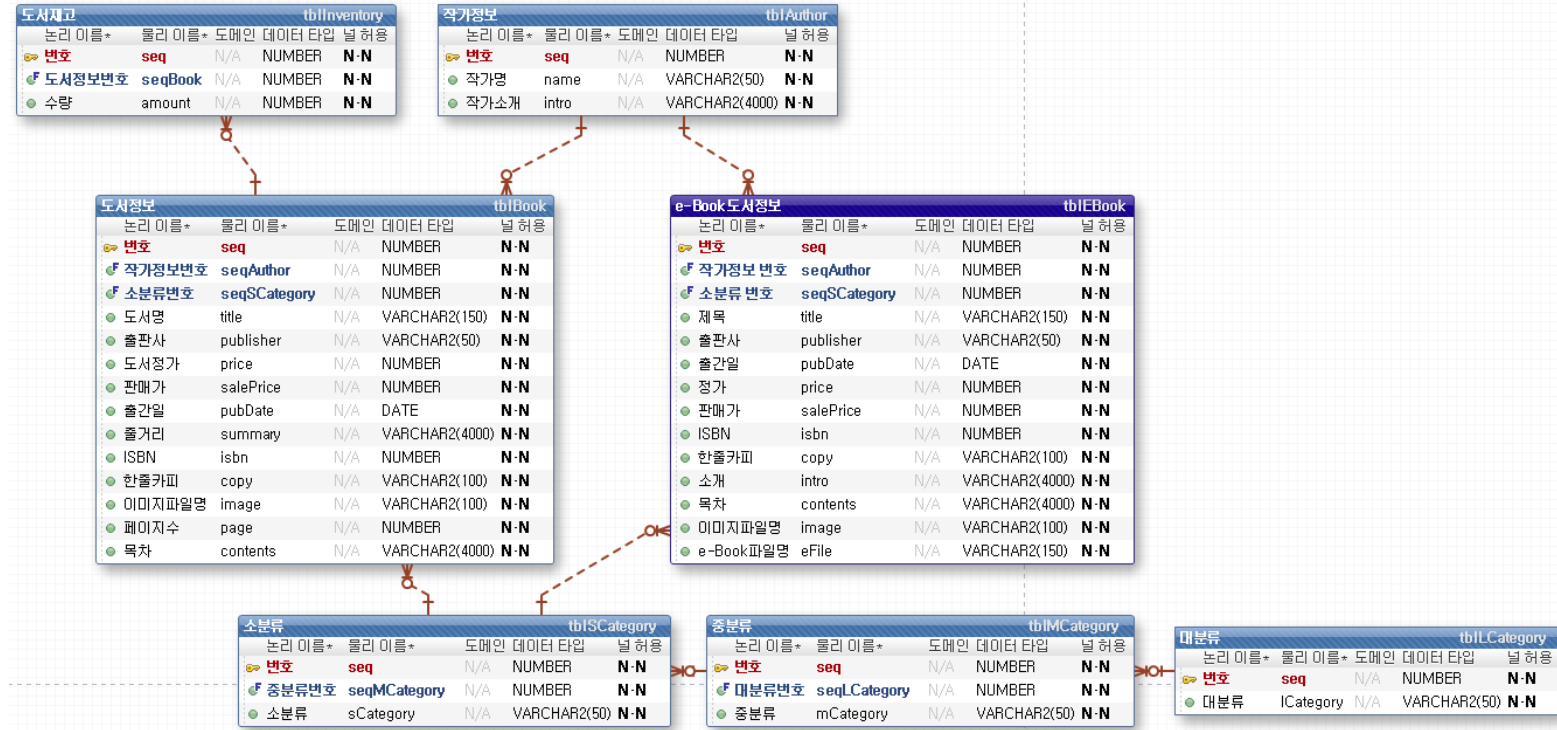 도서재고 tblInventory
논리 이름* 물리 이름* 도메인 데이터 타입 널 허용
번호 seq N/A NUMBER N-N
도서정보번호 seqBook N/A NUMBER N-N
수량 amount N/A NUMBER N-N
작가정보 tblAuthor
논리 이름* 물리 이름* 도메인 데이터 타입 널 허용
번호 seq N/A NUMBER N-N
작가명 name N/A VARCHAR2(50) N-N
작가소개 intro N/A VARCHAR2(4000) N-N
도서정보 tblBook
논리 이름* 물리 이름* 도메인 데이터 타입 널 허용
번호 seq N/A NUMBER N-N
작가정보번호 seqAuthor N/A NUMBER N-N
소분류번호 seqSCategory N/A NUMBER N-N
도서명 title N/A VARCHAR2(150) N-N
출판사 publisher N/A VARCHAR2(50) N-N
도서정가 price N/A NUMBER N-N
판매가 salePrice N/A NUMBER N-N
출간일 pubDate N/A DATE N-N
줄거리 summary N/A VARCHAR2(4000) N-N
ISBN isbn N/A NUMBER N-N
한줄카피 copy N/A VARCHAR2(100) N-N
이미지파일명 image N/A VARCHAR2(100) N-N
페이지수 page N/A NUMBER N-N
목차 contents N/A VARCHAR2(4000) N-N
e-Book도서정보 tblEBook
논리 이름* 물리 이름* 도메인 데이터 타입 널 허용
번호 seq N/A NUMBER N-N
작가정보 번호 seqAuthor N/A NUMBER N-N
소분류 번호 seqSCategory N/A NUMBER N-N
제목 title N/A VARCHAR2(150) N-N
출판사 publisher N/A VARCHAR2(50) N-N
출간일 pubDate N/A DATE N-N
정가 price N/A NUMBER N-N
판매가 salePrice N/A NUMBER N-N
ISBN isbn N/A NUMBER N-N
한줄카피 copy N/A VARCHAR2(100) N-N
소개 intro N/A VARCHAR2(4000) N-N
목차 contents N/A VARCHAR2(4000) N-N
이미지파일명 image N/A VARCHAR2(100) N-N
e-Book파일명 eFile N/A VARCHAR2(150) N-N
소분류 tblSCategory
논리 이름* 물리 이름* 도메인 데이터 타입 널 허용
번호 seq N/A NUMBER N-N
중분류번호 seqMCategory N/A NUMBER N-N
소분류 sCategory N/A VARCHAR2(50) N-N
중분류 tblMCategory
논리 이름* 물리 이름* 도메인 데이터 타입 널 허용
번호 seq N/A NUMBER N-N
대분류번호 seqLCategory N/A NUMBER N-N
중분류 mCategory N/A VARCHAR2(50) N-N
대분류 tblLCategory
논리 이름* 물리 이름* 도메인 데이터 타입 널 허용
번호 seq N/A NUMBER N-N
대분류 lCategory N/A VARCHAR2(50) N-N